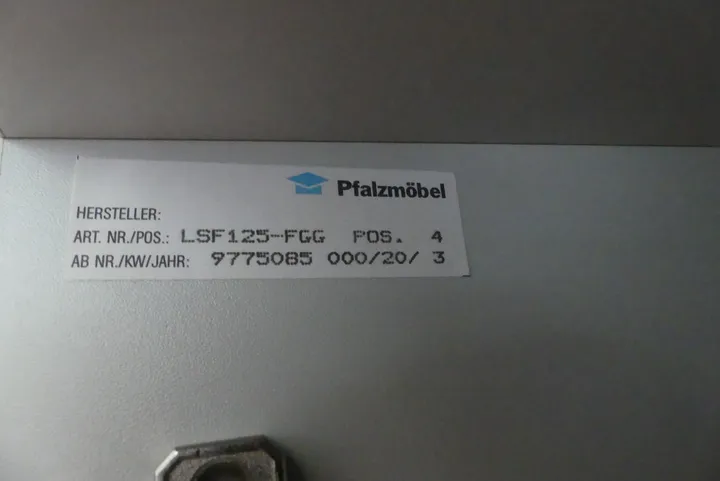 Pfalzmöbel
HERSTELLER:
ART. NR./POS.: LSF125-FGG POS. 4
AB NR./KW/JAHR: 9775085 000/20/ 3